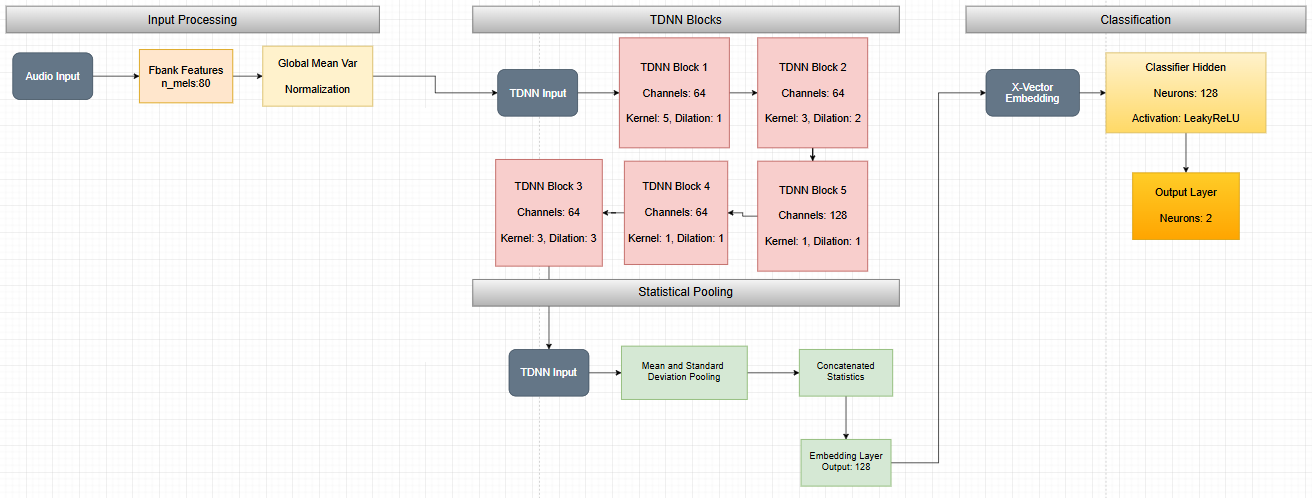 Input Processing
Audio Input
Fbank Features
n_mels:80
Global Mean Var
Normalization
TDNN Blocks
TDNN Input
TDNN Block 1
Channels: 64
Kernel: 5, Dilation: 1
TDNN Block 2
Channels: 64
Kernel: 3, Dilation: 2
TDNN Block 5
Channels: 128
Kernel: 1, Dilation: 1
TDNN Block 4
Channels: 64
Kernel: 1, Dilation: 1
TDNN Block 3
Channels: 64
Kernel: 3, Dilation: 3
Statistical Pooling
TDNN Input
Mean and Standard
Deviation Pooling
Concatenated
Statistics
Embedding Layer
Output: 128
Classification
X-Vector
Embedding
Classifier Hidden
Neurons: 128
Activation: LeakyReLU
Output Layer
Neurons: 2